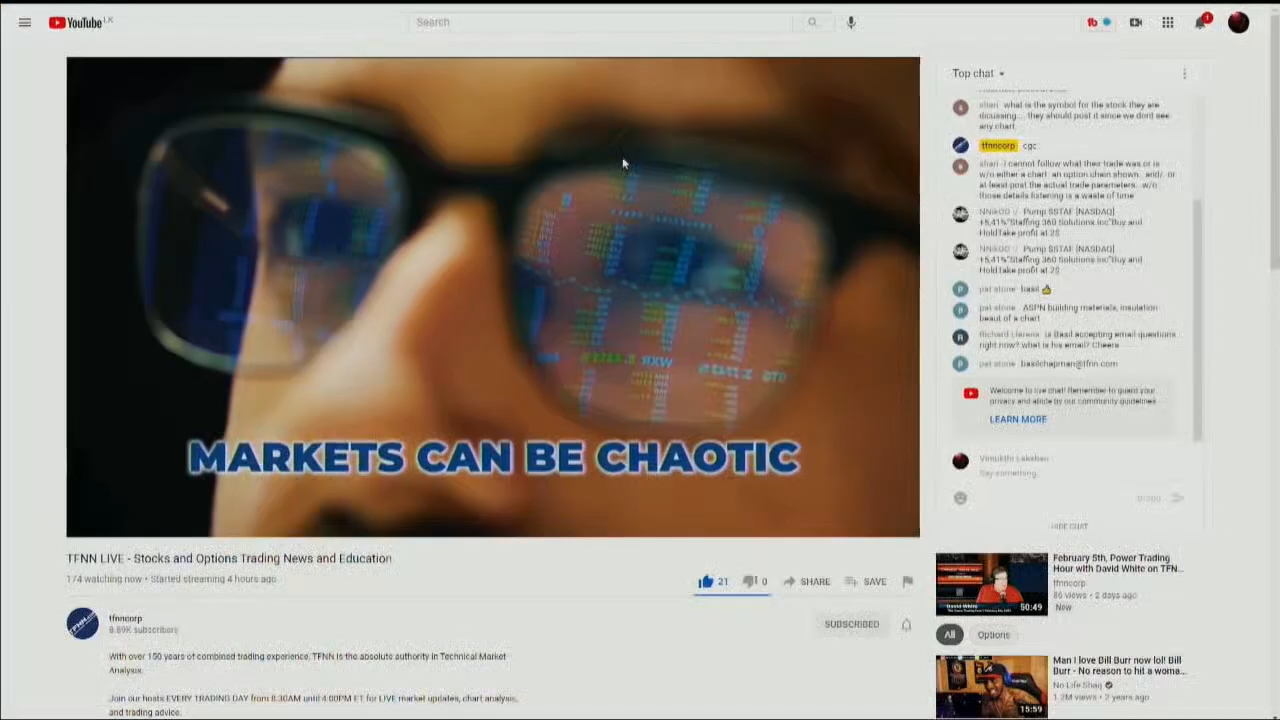 YouTube LK
Search
Top chat
shari what is the symbol for the stock they are
dicussing.... they should post it since we dont see
any chart.
tfnncorp cgc
shari I cannot follow what their trade was or is
w/o either a chart an option chain shown.. and/ or
at least post the actual trade parameters.. w/o
those details listening is a waste of time
NNikOO Pump $STAF [NASDAQ]
+5,41%"Staffing 360 Solutions Inc"Buy and
HoldTake profit at 2$
NNikOO Pump $STAF [NASDAQ]
+5,41%"Staffing 360 Solutions Inc"Buy and
HoldTake profit at 2$
pat stone basil 👍
pat stone ASPN building materials, insulation
beaut of a chart
Richard Llerena is Basil accepting email questions
right now? what is his email? Cheers
pat stone basilchapman@tfnn.com
Welcome to live chat! Remember to guard your
privacy and abide by our community guidelines.
LEARN MORE
Say something...
HIDE CHAT
MARKETS CAN BE CHAOTIC
TFNN LIVE - Stocks and Options Trading News and Education
174 watching now • Started streaming 4 hours ago
21 0 SHARE SAVE
tfnncorp
8.89K subscribers
SUBSCRIBED
With over 150 years of combined trading experience, TFNN is the absolute authority in Technical Market
Analysis.
Join our hosts EVERY TRADING DAY from 8:30AM until 4:00PM ET for LIVE market updates, chart analysis,
and trading advice.
February 5th, Power Trading
Hour with David White on TFN...
tfnncorp
86 views • 2 days ago
New
David White
50:49
All Options
Man I love Bill Burr now lol! Bill
Burr - No reason to hit a woma...
No Life Shaq
1.2M views • 2 years ago
15:59